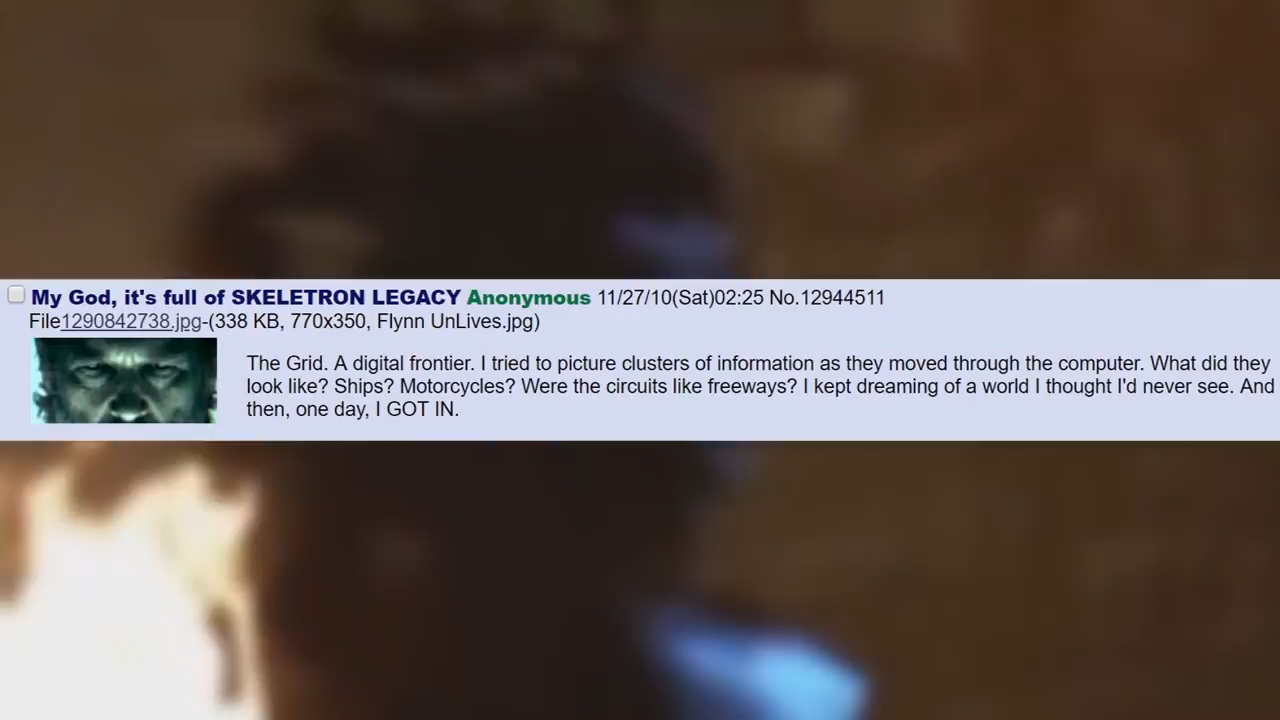 My God, it's full of SKELETRON LEGACY Anonymous 11/27/10(Sat)02:25 No.12944511
File1290842738.jpg-(338 KB, 770x350, Flynn UnLives.jpg)
The Grid. A digital frontier. I tried to picture clusters of information as they moved through the computer. What did they
look like? Ships? Motorcycles? Were the circuits like freeways? I kept dreaming of a world I thought I'd never see. And
then, one day, I GOT IN.